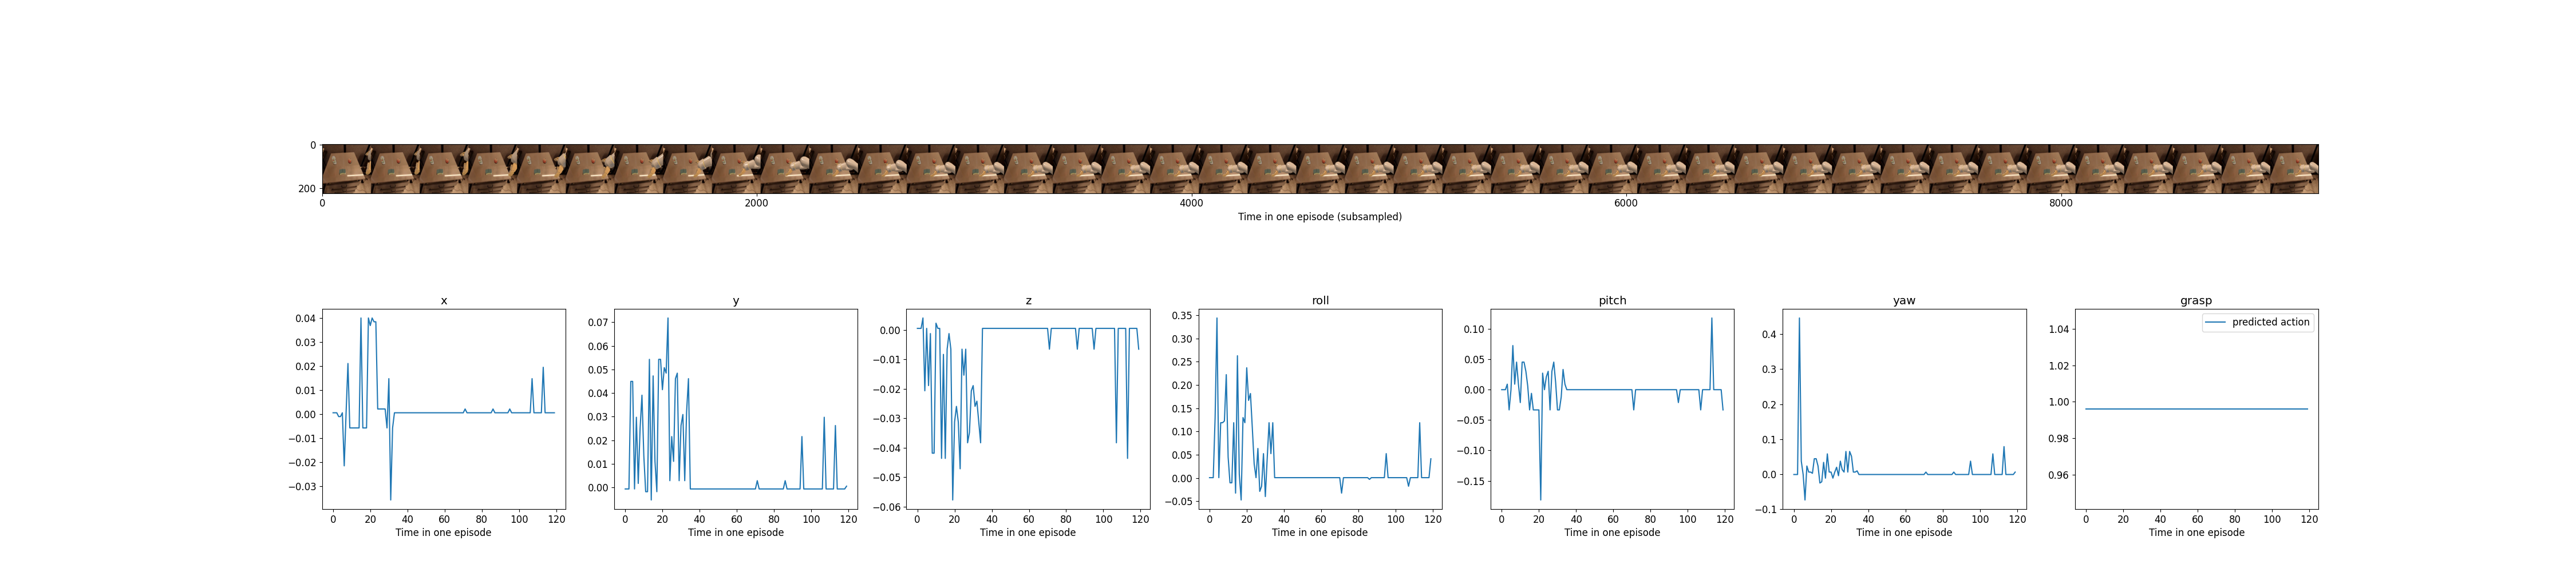 0
200
0 2000 4000 6000 8000
Time in one episode (subsampled)
x
0.04
0.03
0.02
0.01
0.00
−0.01
−0.02
−0.03
0 20 40 60 80 100 120
Time in one episode
y
0.07
0.06
0.05
0.04
0.03
0.02
0.01
0.00
0 20 40 60 80 100 120
Time in one episode
z
0.00
−0.01
−0.02
−0.03
−0.04
−0.05
−0.06
0 20 40 60 80 100 120
Time in one episode
roll
0.35
0.30
0.25
0.20
0.15
0.10
0.05
0.00
−0.05
0 20 40 60 80 100 120
Time in one episode
pitch
0.10
0.05
0.00
−0.05
−0.10
−0.15
0 20 40 60 80 100 120
Time in one episode
yaw
0.4
0.3
0.2
0.1
0.0
−0.1
0 20 40 60 80 100 120
Time in one episode
grasp
predicted action
1.04
1.02
1.00
0.98
0.96
0 20 40 60 80 100 120
Time in one episode